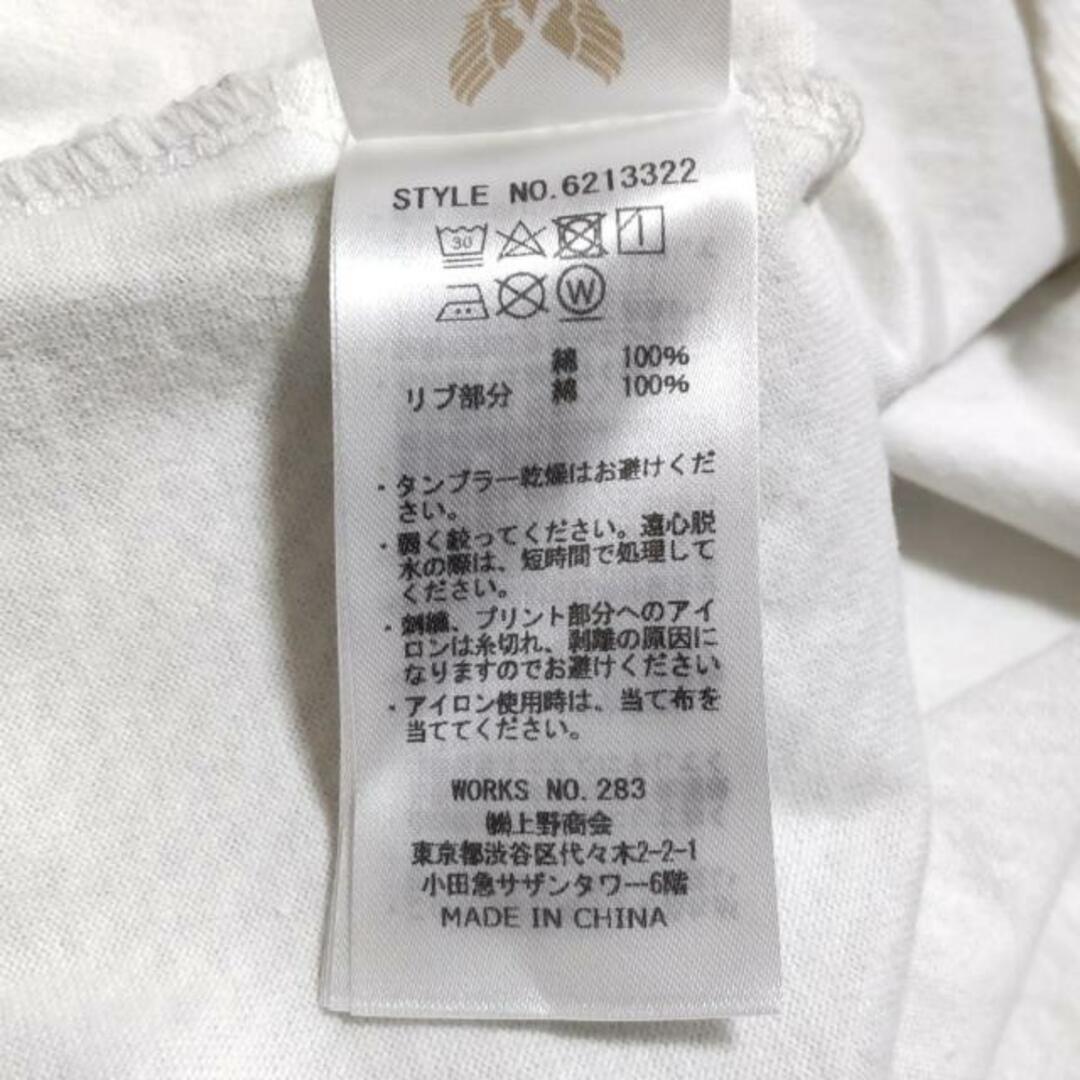 STYLE NO.6213322
30
W
綿 100%
リブ部分 綿 100%
・タンブラー乾燥はお避けくだ
さい。
・弱く絞ってください。遠心脱
水の際は、短時間で処理して
ください。
・刺繍、プリント部分へのアイ
ロンは糸切れ、剥離の原因に
なりますのでお避けください
・アイロン使用時は、当て布を
当ててください。
WORKS NO.283
㈱上野商会
東京都渋谷区代々木2-2-1
小田急サザンタワー6階
MADE IN CHINA